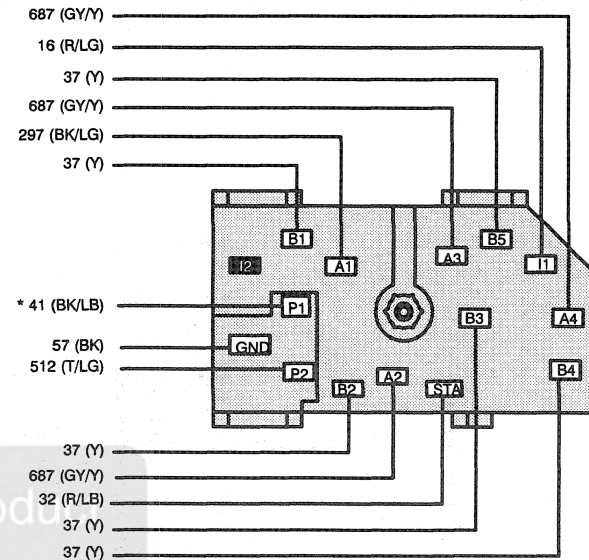 687 (GY/Y)
16 (R/LG)
37 (Y)
687 (GY/Y)
297 (BK/LG)
37 (Y)
B1
B5
I2
A1
A3
I1
* 41 (BK/LB)
P1
B3
A4
57 (BK)
GND
512 (T/LG)
P2
B2
A2
STA
B4
37 (Y)
687 (GY/Y)
32 (R/LB)
37 (Y)
37 (Y)